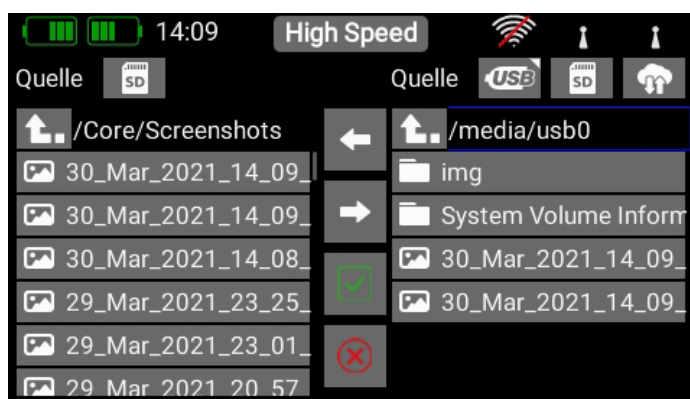 14:09 High Speed
Quelle SD Quelle USB SD
/Core/Screenshots /media/usb0
30_Mar_2021_14_09_ img
30_Mar_2021_14_09_ System Volume Inform
30_Mar_2021_14_08_ 30_Mar_2021_14_09_
29_Mar_2021_23_25_ 30_Mar_2021_14_09_
29_Mar_2021_23_01_
29_Mar_2021_20_57_